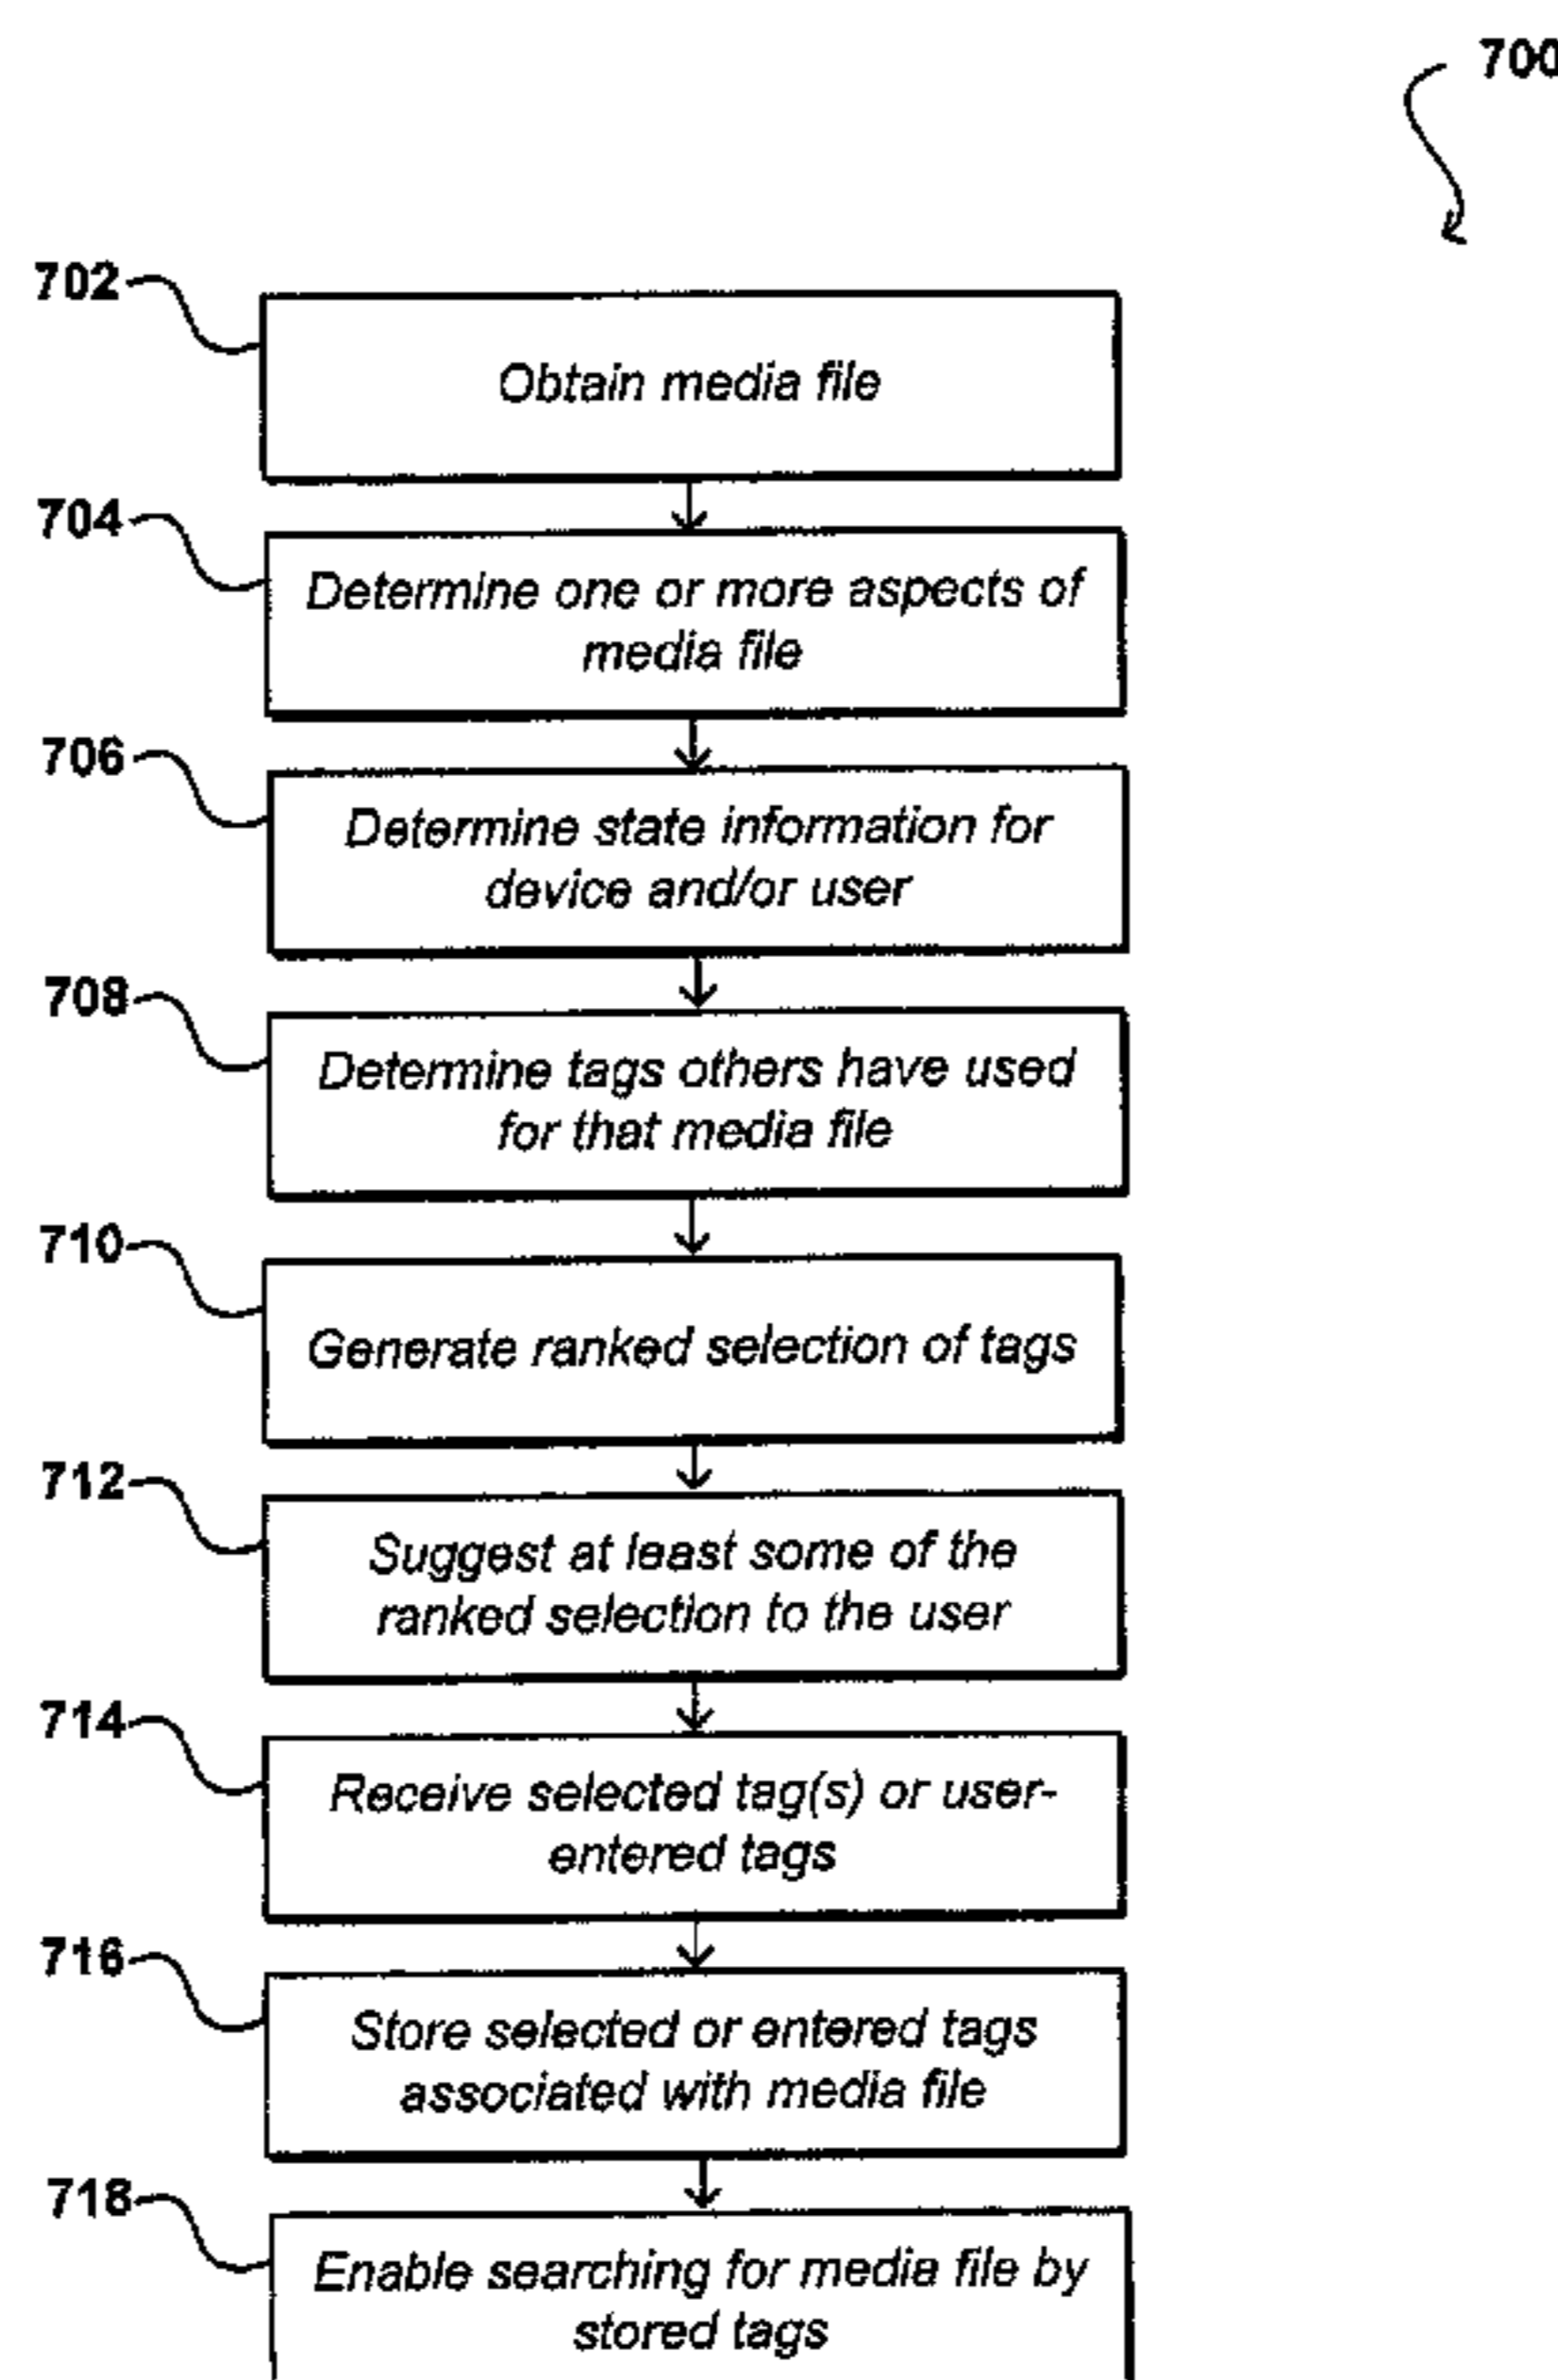 700
702
Obtain media file
704
Determine one or more aspects of
media file
706
Determine state information for
device and/or user
708
Determine tags others have used
for that media file
710
Generate ranked selection of tags
712
Suggest at least some of the
ranked selection to the user
714
Receive selected tag(s) or user-
entered tags
716
Store selected or entered tags
associated with media file
718
Enable searching for media file by
stored tags